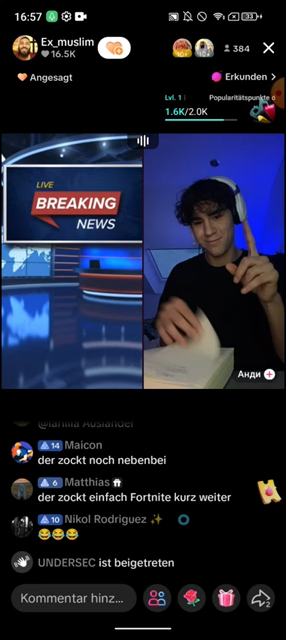 16:57
33
Ex_muslim
16.5K
384
Angesagt
Erkunden >
Lvl. 1
Popularitätspunkte
1.6K/2.0K
LIVE
BREAKING
NEWS
Анди
14 Maicon
der zockt noch nebenbei
6 Matthias
der zockt einfach Fortnite kurz weiter
10 Nikol Rodriguez
😂😂😂
UNDERSEC ist beigetreten
Kommentar hinz...
2